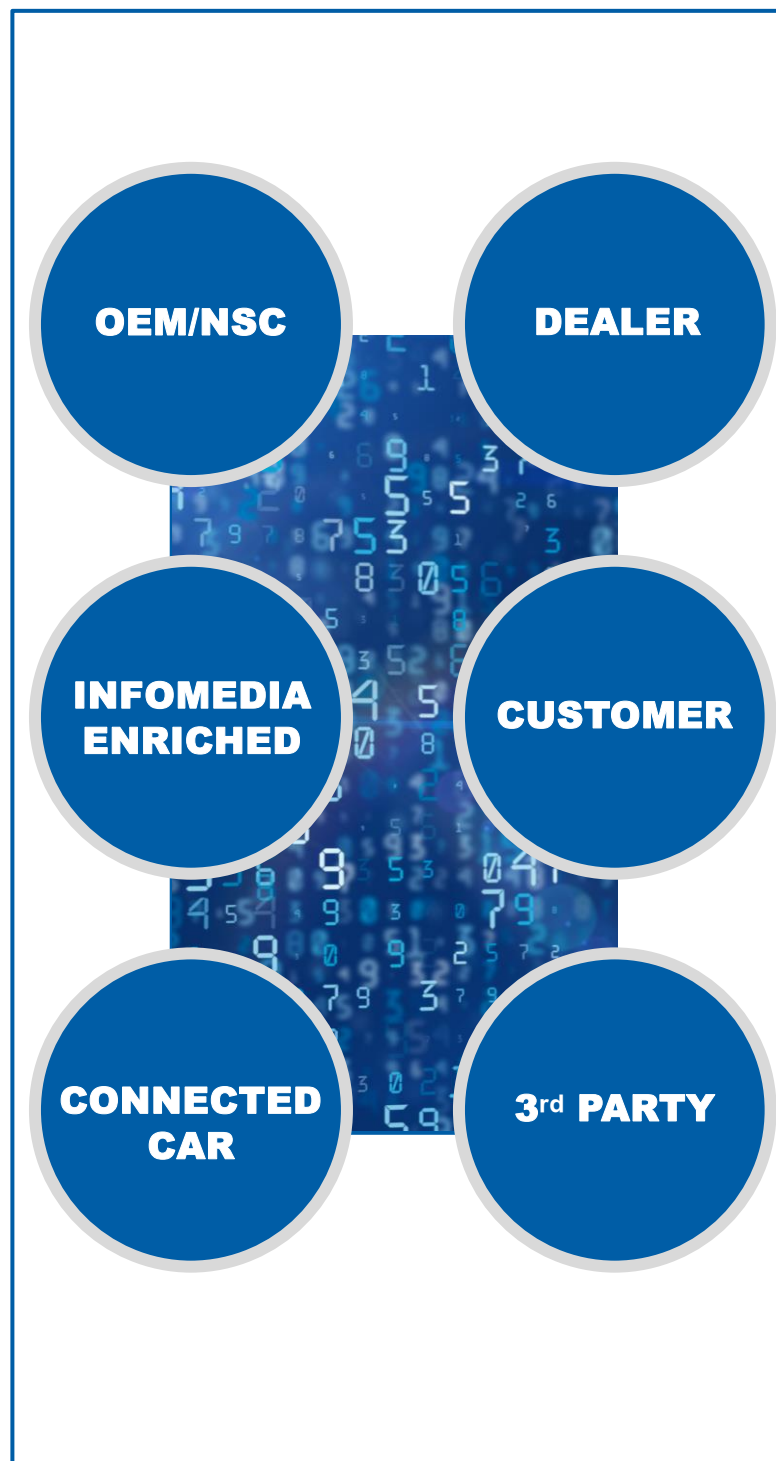 OEM/NSC
DEALER
INFOMEDIA
ENRICHED
CUSTOMER
CONNECTED
CAR
3rd PARTY